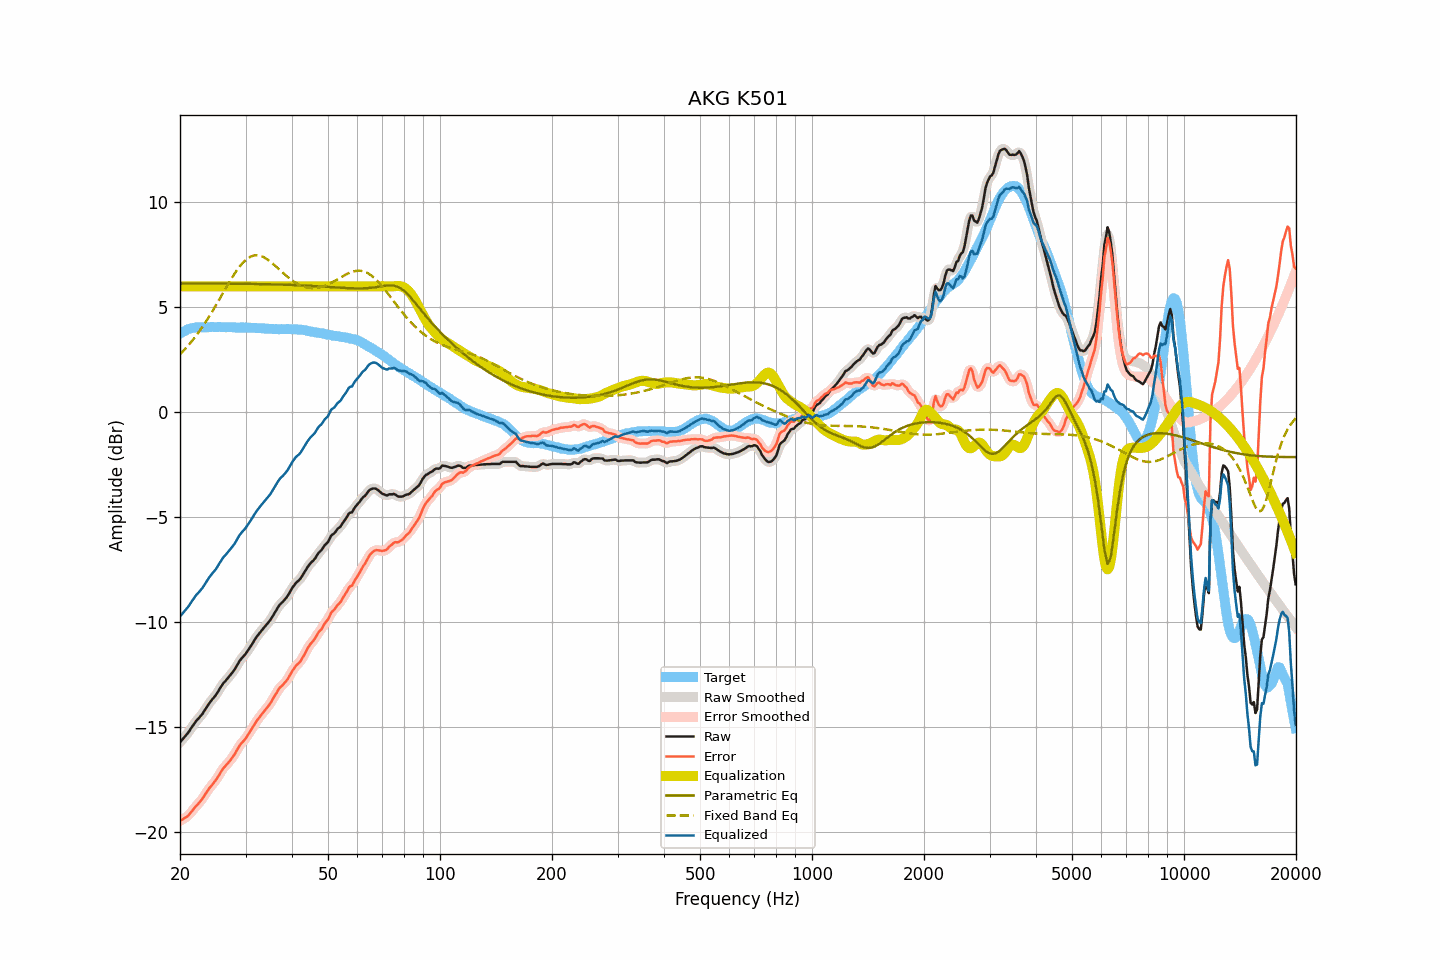 AKG K501
Amplitude (dBr)
10
5
0
−5
−10
−15
−20
Target
Raw Smoothed
Error Smoothed
Raw
Error
Equalization
Parametric Eq
Fixed Band Eq
Equalized
20 50 100 200 500 1000 2000 5000 10000 20000
Frequency (Hz)